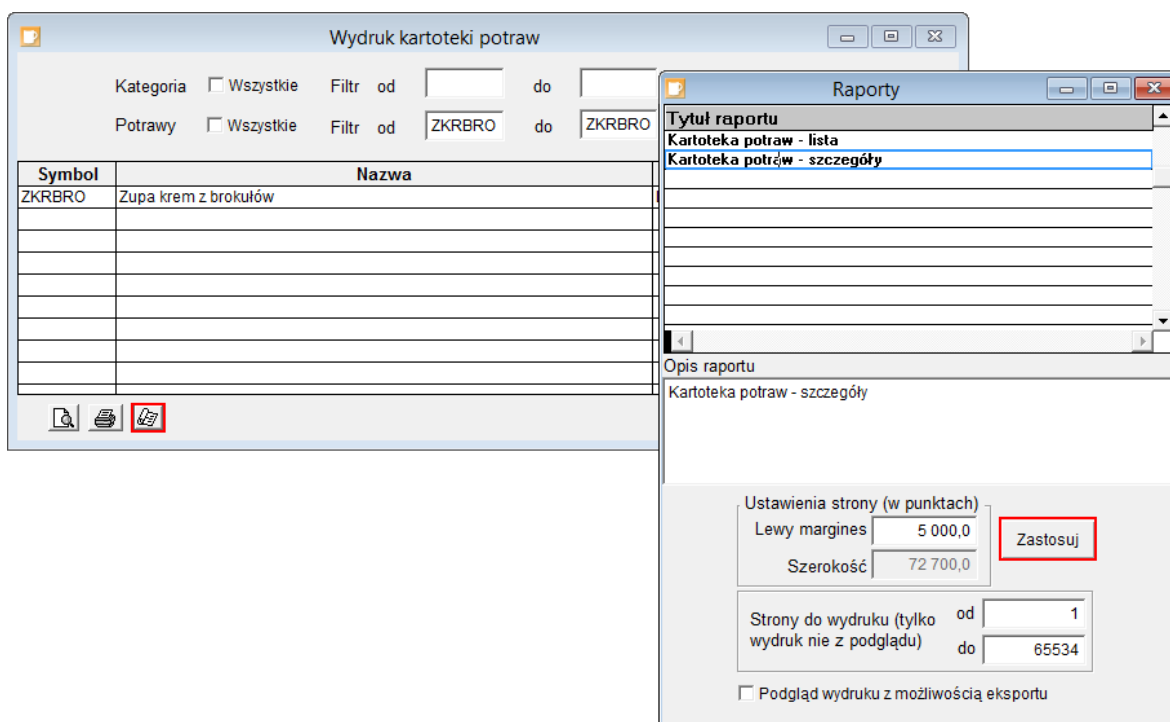 Wydruk kartoteki potraw
Kategoria Wszystkie Filtr od do
Potrawy Wszystkie Filtr od ZKRBRO do ZKRBRO
Symbol Nazwa
ZKRBRO Zupa krem z brokułów
Raporty
Tytuł raportu
Kartoteka potraw - lista
Kartoteka potraw - szczegóły
Opis raportu
Kartoteka potraw - szczegóły
Ustawienia strony (w punktach)
Lewy margines 5 000,0
Zastosuj
Szerokość 72 700,0
Strony do wydruku (tylko od 1
wydruk nie z podglądu) do 65534
Podgląd wydruku z możliwością eksportu